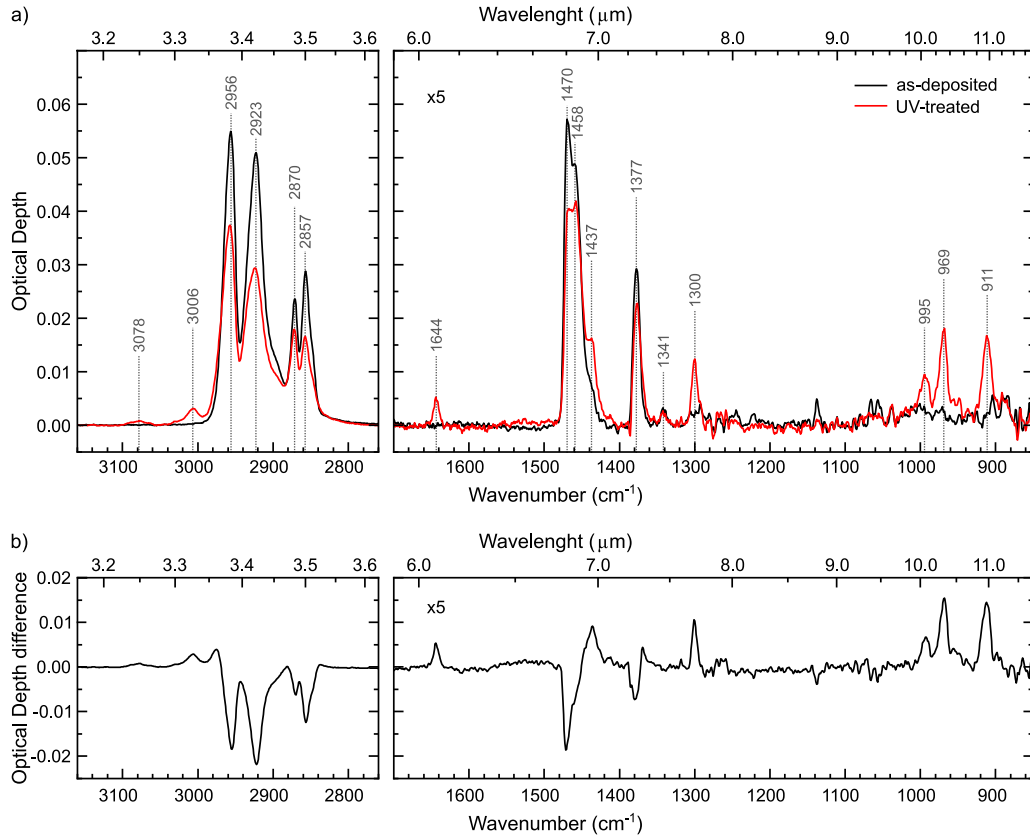 a)
Wavelenght (μm)
3.2 3.3 3.4 3.5 3.6 6.0 7.0 8.0 9.0 10.0 11.0
Optical Depth
0.06
0.05
0.04
0.03
0.02
0.01
0.00
3078
3006
2956
2923
2870
2857
x5
1644
1470
1458
1437
1377
1341
1300
995
969
911
as-deposited
UV-treated
3100 3000 2900 2800 1600 1500 1400 1300 1200 1100 1000 900
Wavenumber (cm⁻¹) Wavenumber (cm⁻¹)
b)
Wavelenght (μm)
3.2 3.3 3.4 3.5 3.6 6.0 7.0 8.0 9.0 10.0 11.0
Optical Depth difference
0.02
0.01
0.00
-0.01
-0.02
x5
3100 3000 2900 2800 1600 1500 1400 1300 1200 1100 1000 900
Wavenumber (cm⁻¹) Wavenumber (cm⁻¹)